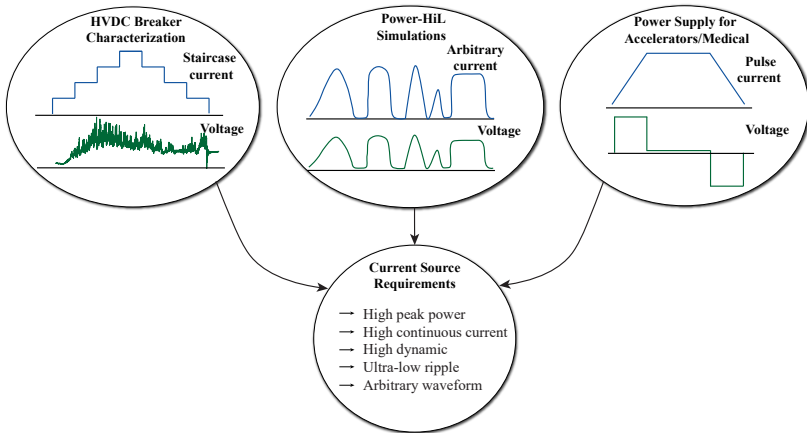 HVDC Breaker
Characterization
Staircase
current
Voltage
Power-HiL
Simulations
Arbitrary
current
Voltage
Power Supply for
Accelerators/Medical
Pulse
current
Voltage
Current Source
Requirements
→ High peak power
→ High continuous current
→ High dynamic
→ Ultra-low ripple
→ Arbitrary waveform